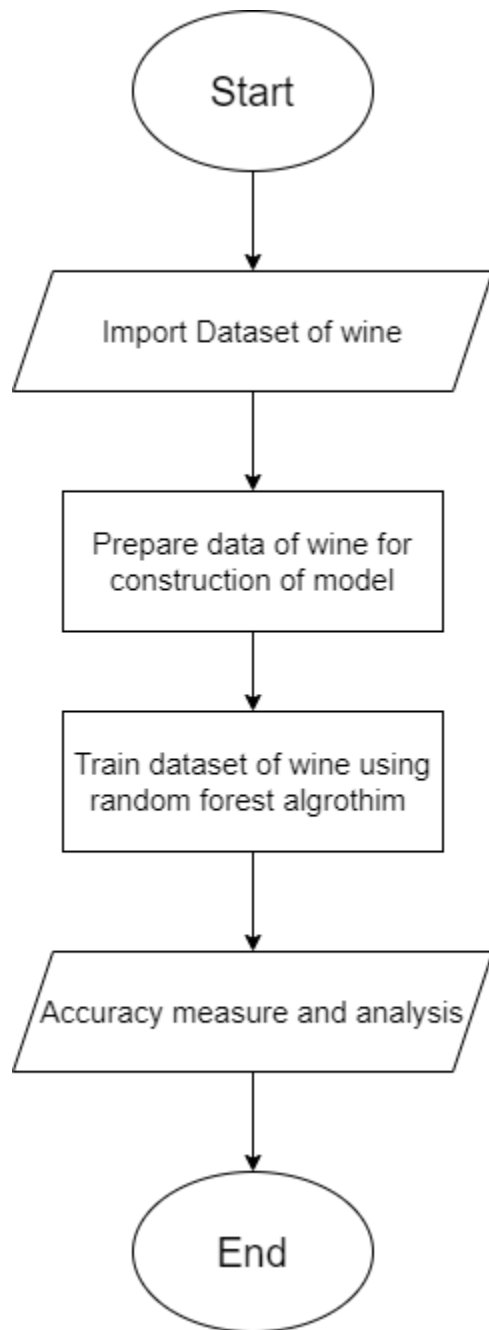 Start
Import Dataset of wine
Prepare data of wine for
construction of model
Train dataset of wine using
random forest algrothim
Accuracy measure and analysis
End